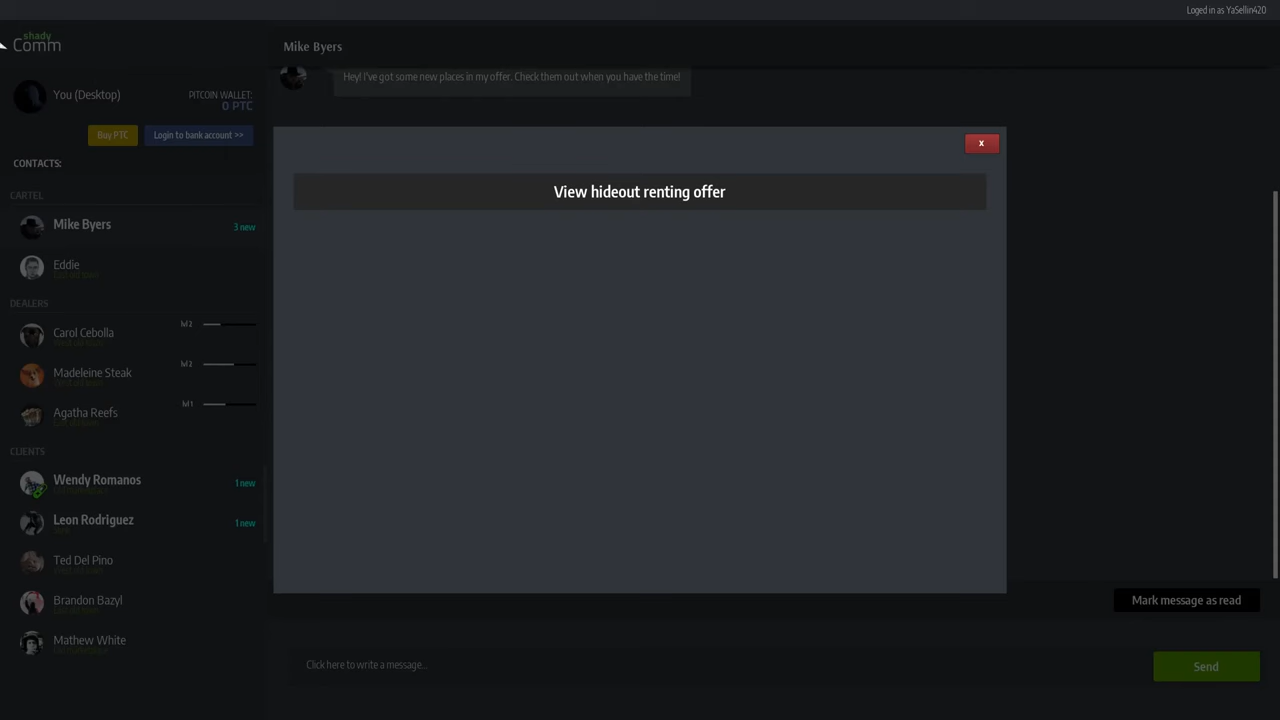 Loged in as YaSellin420
shady
Comm
Mike Byers
Hey! I've got some new places in my offer. Check them out when you have the time!
You (Desktop)
PITCOIN WALLET:
0 PTC
Buy PTC
Login to bank account >>
x
CONTACTS:
View hideout renting offer
CARTEL
Mike Byers
3 new
Eddie
DEALERS
Carol Cebolla
lvl 2
Madeleine Steak
lvl 2
Agatha Reefs
lvl 1
CLIENTS
Wendy Romanos
1 new
Leon Rodriguez
1 new
Ted Del Pino
Brandon Bazyl
Mathew White
Mark message as read
Click here to write a message...
Send